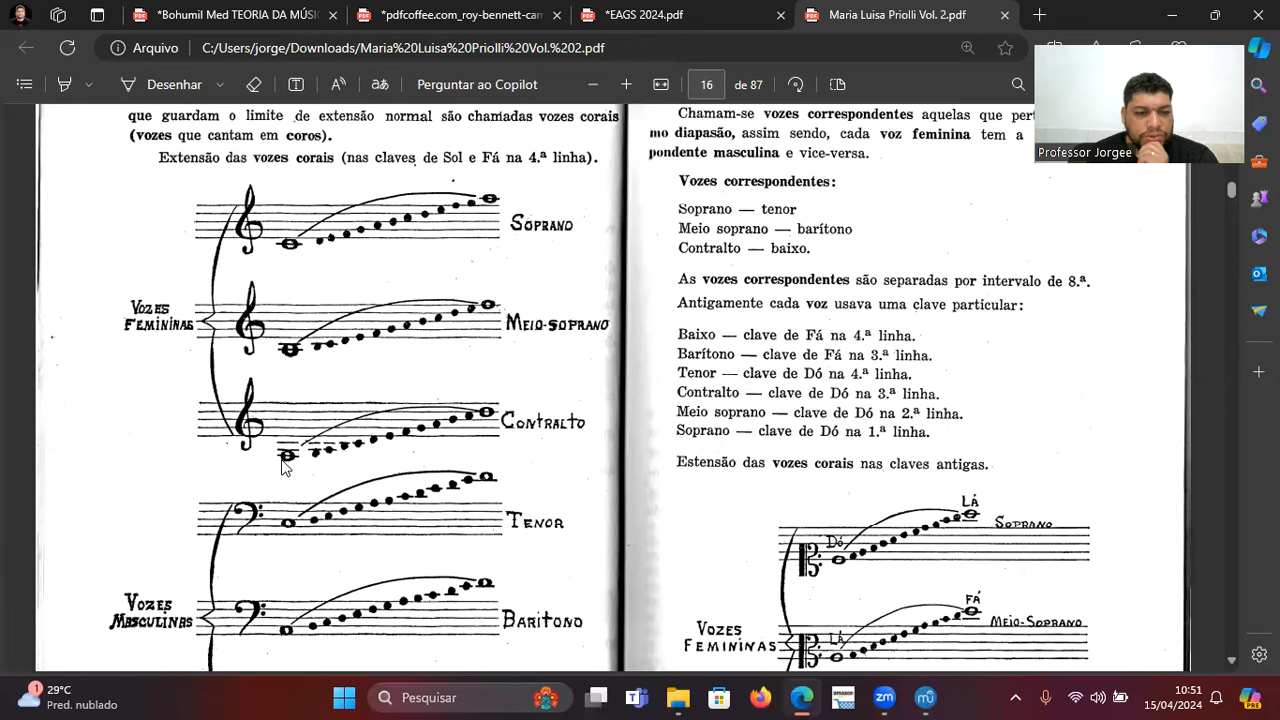 *Bohumil Med TEORIA DA MÚSI
*pdfcoffee.com_roy-bennett-cam
*EAGS 2024.pdf
Maria Luisa Priolli Vol. 2.pdf
Arquivo
C:/Users/jorge/Downloads/Maria%20Luisa%20Priolli%20Vol.%202.pdf
Desenhar
Perguntar ao Copilot
16
de 87
Professor Jorgee
que guardam o limite de extensão normal são chamadas vozes corais
(vozes que cantam em coros).
Extensão das vozes corais (nas claves de Sol e Fá na 4.ª linha).
SOPRANO
VOZES
FEMININAS
MEIO-SOPRANO
CONTRALTO
TENOR
VOZES
MASCULINAS
BARÍTONO
Chamam-se vozes correspondentes aquelas que per
mo diapasão, assim sendo, cada voz feminina tem a
pondente masculina e vice-versa.
Vozes correspondentes:
Soprano — tenor
Meio soprano — barítono
Contralto — baixo.
As vozes correspondentes são separadas por intervalo de 8.ª.
Antigamente cada voz usava uma clave particular:
Baixo — clave de Fá na 4.ª linha.
Barítono — clave de Fá na 3.ª linha.
Tenor — clave de Dó na 4.ª linha.
Contralto — clave de Dó na 3.ª linha.
Meio soprano — clave de Dó na 2.ª linha.
Soprano — clave de Dó na 1.ª linha.
Estensão das vozes corais nas claves antigas.
LÁ
SOPRANO
DÓ
FÁ
MEIO-SOPRANO
VOZES
FEMININAS
LÁ
1
29°C
Pred. nublado
Pesquisar
amazon
zm
10:51
15/04/2024
PRE